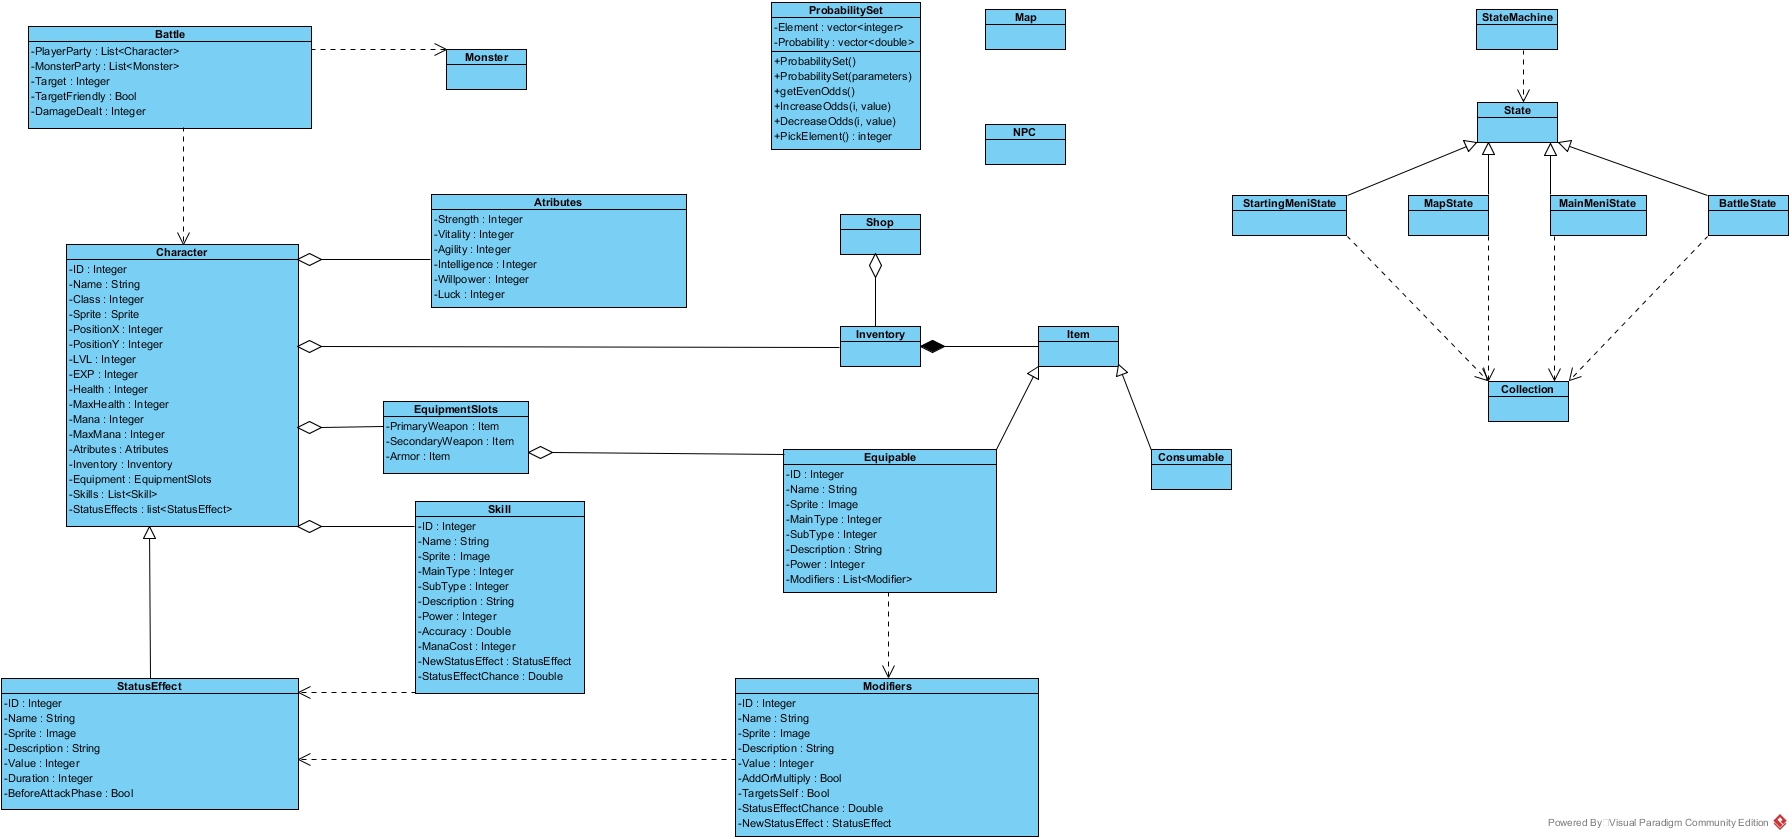 Battle
-PlayerParty : List<Character>
-MonsterParty : List<Monster>
-Target : Integer
-TargetFriendly : Bool
-DamageDealt : Integer
Monster
ProbabilitySet
-Element : vector<integer>
-Probability : vector<double>
+ProbabilitySet()
+ProbabilitySet(parameters)
+getEvenOdds()
+IncreaseOdds(i, value)
+DecreaseOdds(i, value)
+PickElement() : integer
Map
NPC
StateMachine
State
StartingMeniState
MapState
MainMeniState
BattleState
Collection
Atributes
-Strength : Integer
-Vitality : Integer
-Agility : Integer
-Intelligence : Integer
-Willpower : Integer
-Luck : Integer
Shop
Inventory
Item
Character
-ID : Integer
-Name : String
-Class : Integer
-Sprite : Sprite
-PositionX : Integer
-PositionY : Integer
-LVL : Integer
-EXP : Integer
-Health : Integer
-MaxHealth : Integer
-Mana : Integer
-MaxMana : Integer
-Atributes : Atributes
-Inventory : Inventory
-Equipment : EquipmentSlots
-Skills : List<Skill>
-StatusEffects : list<StatusEffect>
EquipmentSlots
-PrimaryWeapon : Item
-SecondaryWeapon : Item
-Armor : Item
Equipable
-ID : Integer
-Name : String
-Sprite : Image
-MainType : Integer
-SubType : Integer
-Description : String
-Power : Integer
-Modifiers : List<Modifier>
Consumable
Skill
-ID : Integer
-Name : String
-Sprite : Image
-MainType : Integer
-SubType : Integer
-Description : String
-Power : Integer
-Accuracy : Double
-ManaCost : Integer
-NewStatusEffect : StatusEffect
-StatusEffectChance : Double
StatusEffect
-ID : Integer
-Name : String
-Sprite : Image
-Description : String
-Value : Integer
-Duration : Integer
-BeforeAttackPhase : Bool
Modifiers
-ID : Integer
-Name : String
-Sprite : Image
-Description : String
-Value : Integer
-AddOrMultiply : Bool
-TargetsSelf : Bool
-StatusEffectChance : Double
-NewStatusEffect : StatusEffect
Powered By Visual Paradigm Community Edition